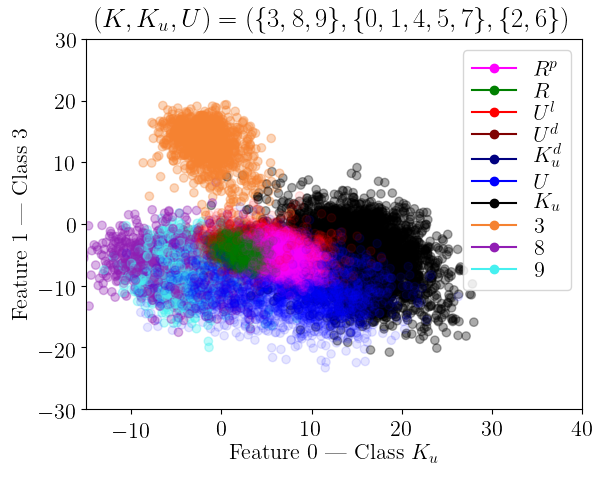 (K, K_u, U) = ({3, 8, 9}, {0, 1, 4, 5, 7}, {2, 6})
30
20
10
0
−10
−20
−30
Feature 1 — Class 3
R^p
R
U^l
U^d
K_u^d
U
K_u
3
8
9
−10 0 10 20 30 40
Feature 0 — Class K_u